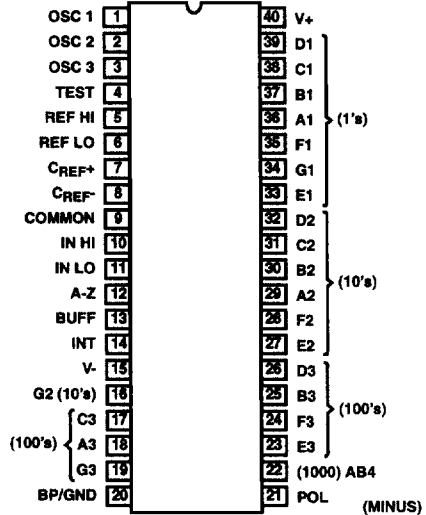 OSC 1 1 40 V+
OSC 2 2 39 D1
OSC 3 3 38 C1
TEST 4 37 B1
REF HI 5 36 A1 (1's)
REF LO 6 35 F1
CREF+ 7 34 G1
CREF- 8 33 E1
COMMON 9 32 D2
IN HI 10 31 C2
IN LO 11 30 B2
A-Z 12 29 A2 (10's)
BUFF 13 28 F2
INT 14 27 E2
V- 15 26 D3
G2 (10's) 16 25 B3
C3 17 24 F3 (100's)
(100's) A3 18 23 E3
G3 19 22 (1000) AB4
BP/GND 20 21 POL (MINUS)